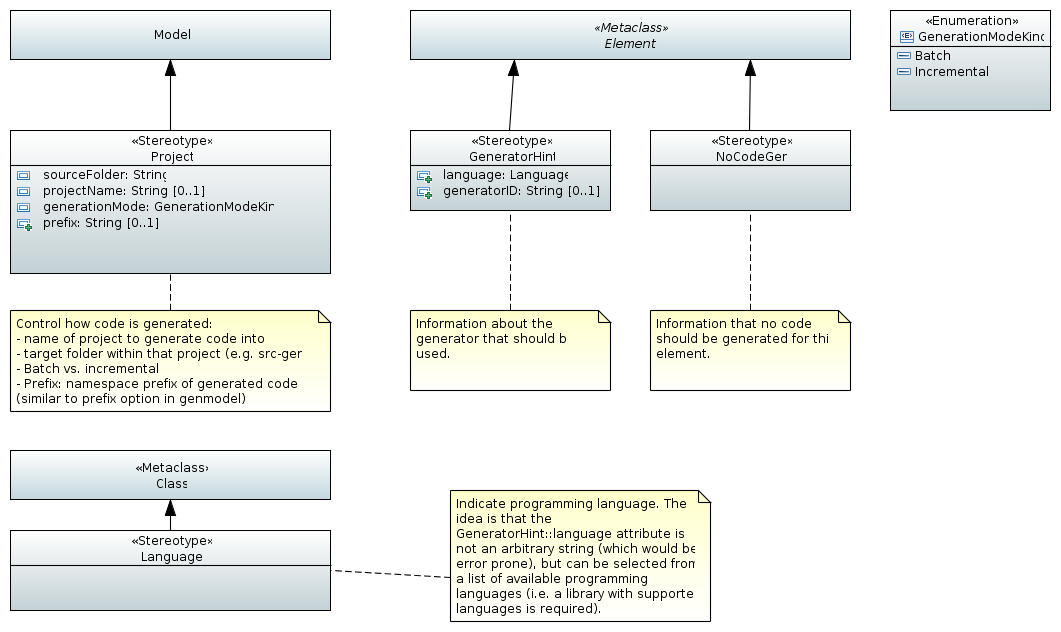 Model
«Stereotype»
Project
sourceFolder: String
projectName: String [0..1]
generationMode: GenerationModeKin
prefix: String [0..1]
Control how code is generated:
- name of project to generate code into
- target folder within that project (e.g. src-ger
- Batch vs. incremental
- Prefix: namespace prefix of generated code
(similar to prefix option in genmodel)
«Metaclass»
Element
«Stereotype»
GeneratorHint
language: Language
generatorID: String [0..1]
Information about the
generator that should b
used.
«Stereotype»
NoCodeGer
Information that no code
should be generated for thi
element.
«Enumeration»
GenerationModeKind
Batch
Incremental
«Metaclass»
Class
«Stereotype»
Language
Indicate programming language. The
idea is that the
GeneratorHint::language attribute is
not an arbitrary string (which would be
error prone), but can be selected from
a list of available programming
languages (i.e. a library with supporte
languages is required).